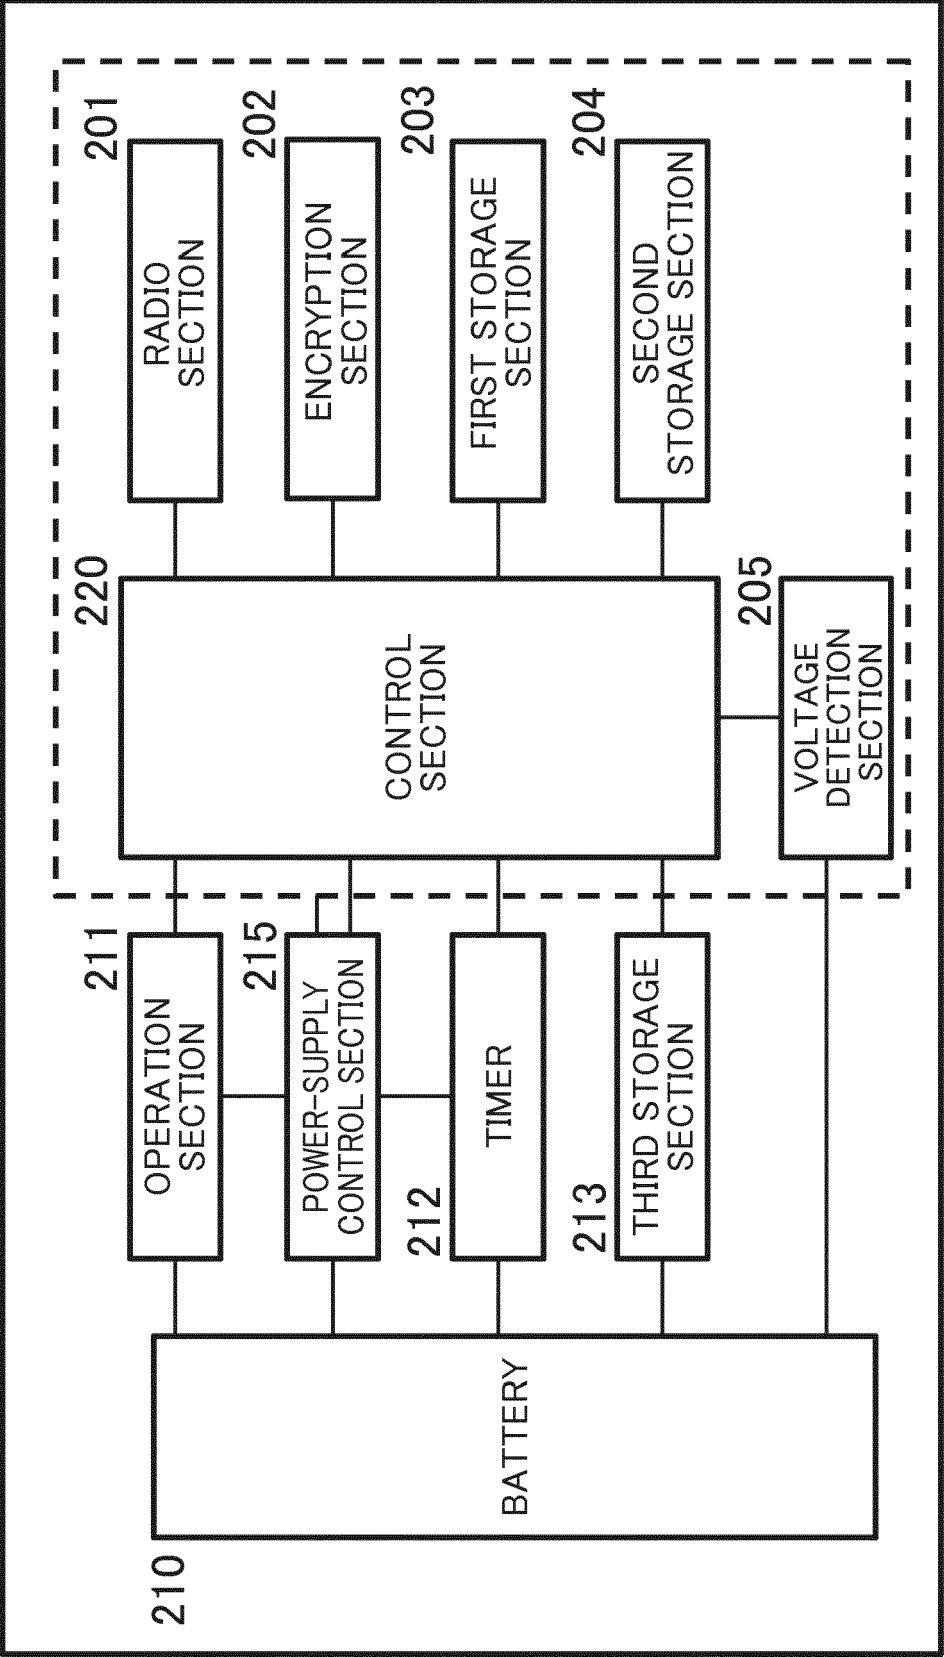 210
BATTERY
211
OPERATION
SECTION
215
POWER-SUPPLY
CONTROL SECTION
212
TIMER
213
THIRD STORAGE
SECTION
220
CONTROL
SECTION
205
VOLTAGE
DETECTION
SECTION
201
RADIO
SECTION
202
ENCRYPTION
SECTION
203
FIRST STORAGE
SECTION
204
SECOND
STORAGE SECTION